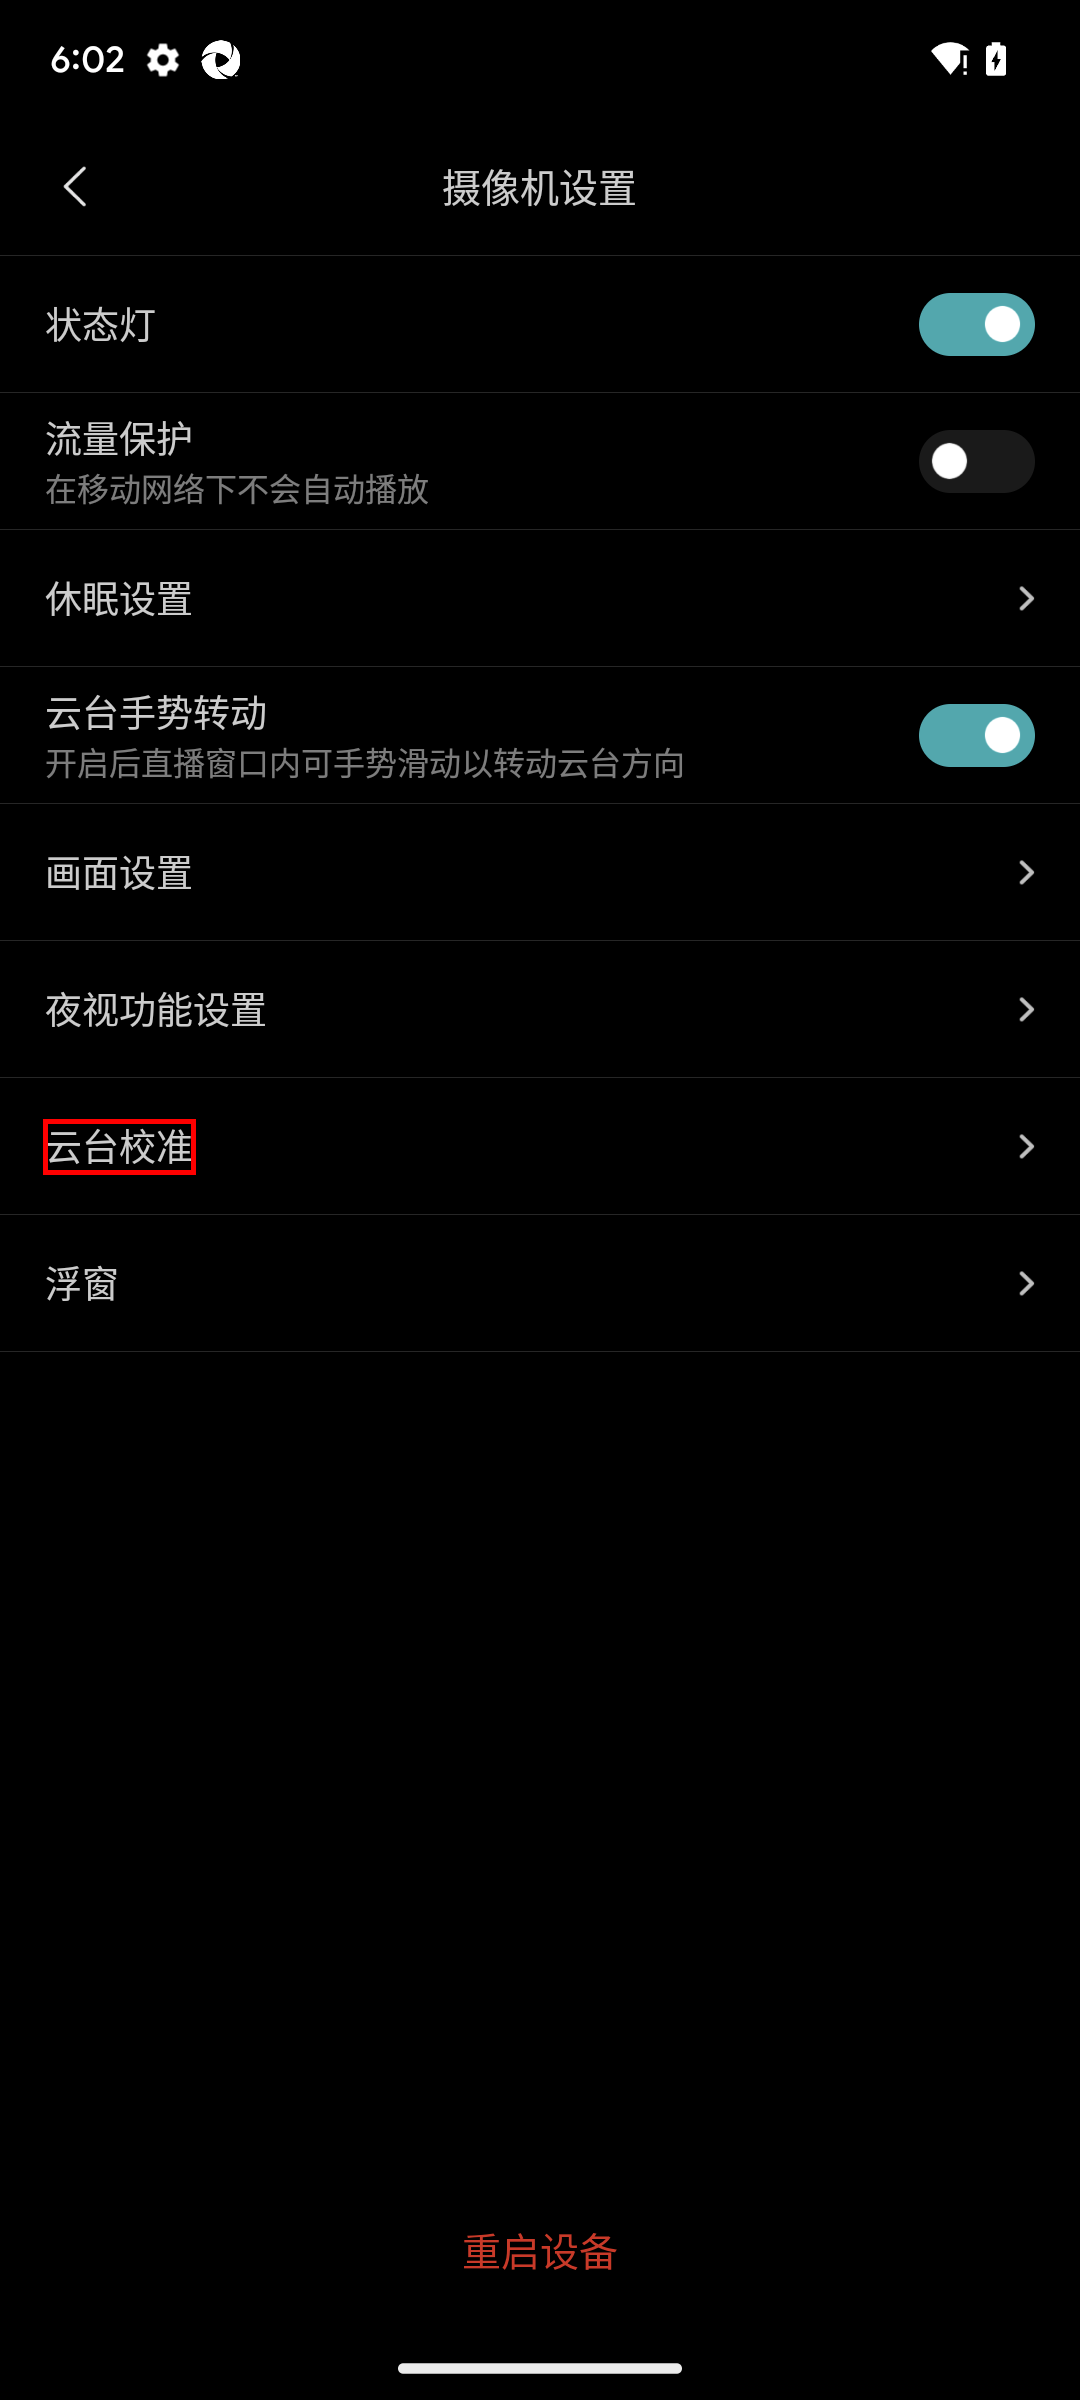 6:02
摄像机设置
状态灯
流量保护
在移动网络下不会自动播放
休眠设置
云台手势转动
开启后直播窗口内可手势滑动以转动云台方向
画面设置
夜视功能设置
云台校准
浮窗
重启设备